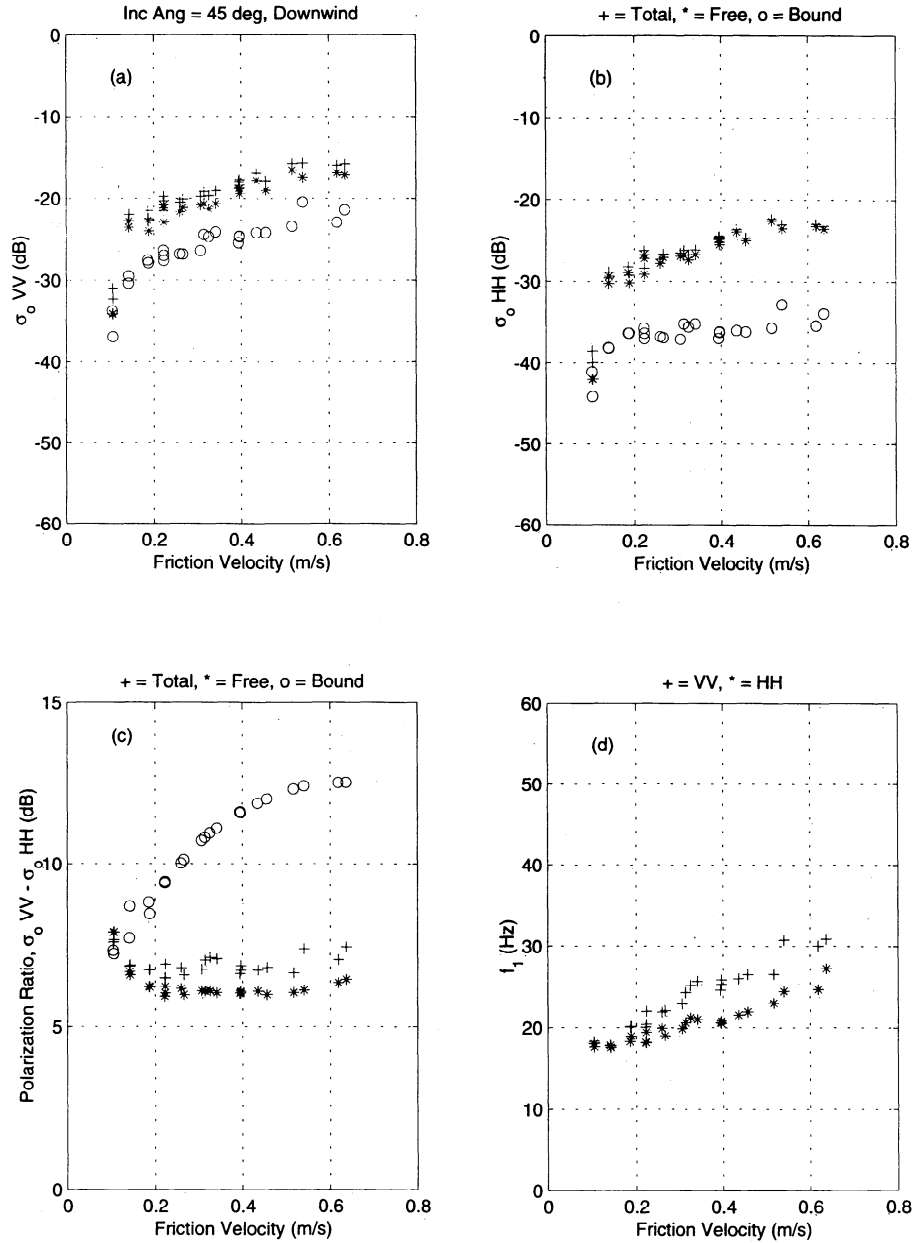 Inc Ang = 45 deg, Downwind
(a)
0
-10
-20
-30
-40
-50
-60
σo VV (dB)
0
0.2
0.4
0.6
0.8
Friction Velocity (m/s)
+ = Total, * = Free, o = Bound
(b)
0
-10
-20
-30
-40
-50
-60
σo HH (dB)
0
0.2
0.4
0.6
0.8
Friction Velocity (m/s)
+ = Total, * = Free, o = Bound
(c)
15
10
5
0
Polarization Ratio, σo VV - σo HH (dB)
0
0.2
0.4
0.6
0.8
Friction Velocity (m/s)
+ = VV, * = HH
(d)
60
50
40
30
20
10
0
f1 (Hz)
0
0.2
0.4
0.6
0.8
Friction Velocity (m/s)